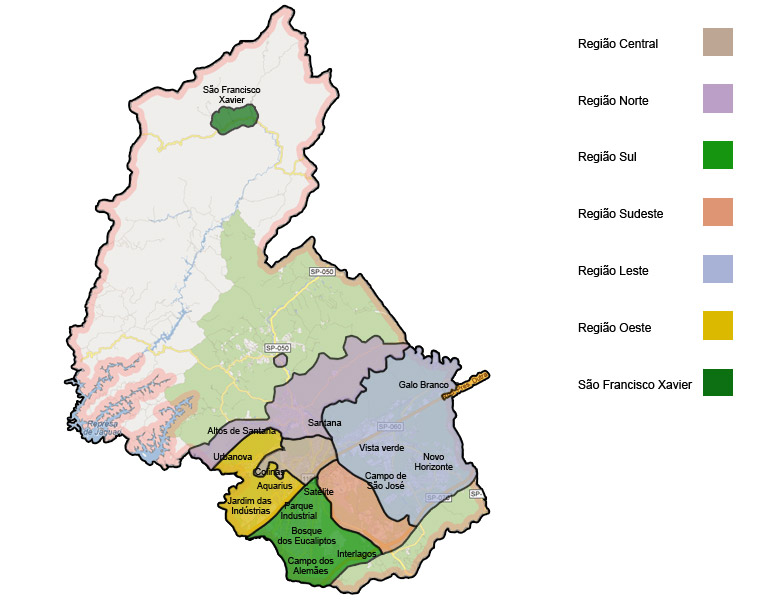 São Francisco
Xavier
SP-050
SP-050
Galo Branco
Altos de Santana
Santana
SP-060
Represa
de Jaguari
Urbanova
Vista verde
Novo
Horizonte
Colinas
Aquarius
Campo de
São José
Satélite
SP-
Jardim das
Indústrias
Parque
Industrial
Bosque
dos Eucaliptos
Interlagos
Campo dos
Alemães
Região Central
Região Norte
Região Sul
Região Sudeste
Região Leste
Região Oeste
São Francisco Xavier